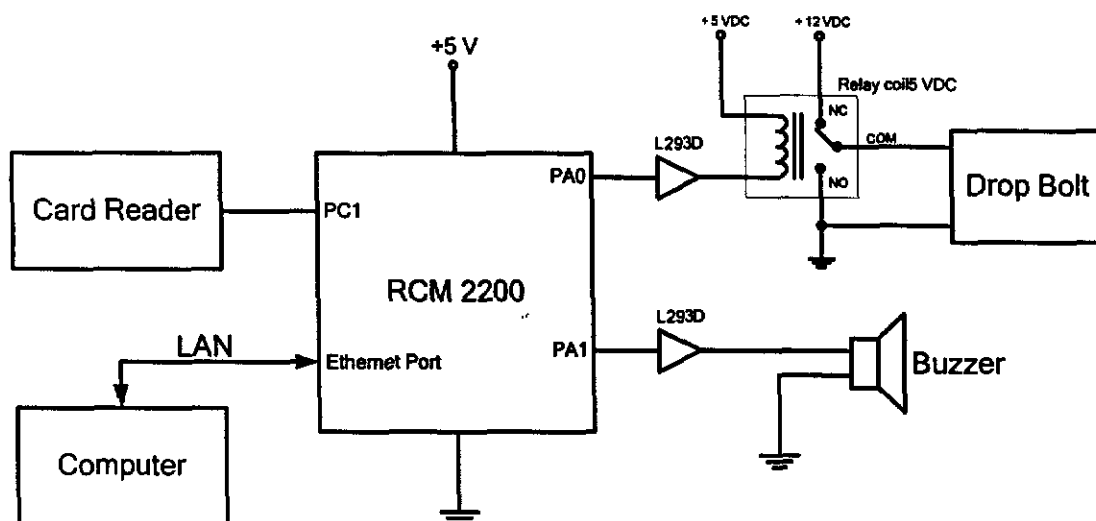 +5 VDC
+12 VDC
+5 V
Relay coil5 VDC
NC
L293D
COM
PA0
Drop Bolt
Card Reader
PC1
NO
RCM 2200
L293D
LAN
PA1
Ethernet Port
Buzzer
Computer